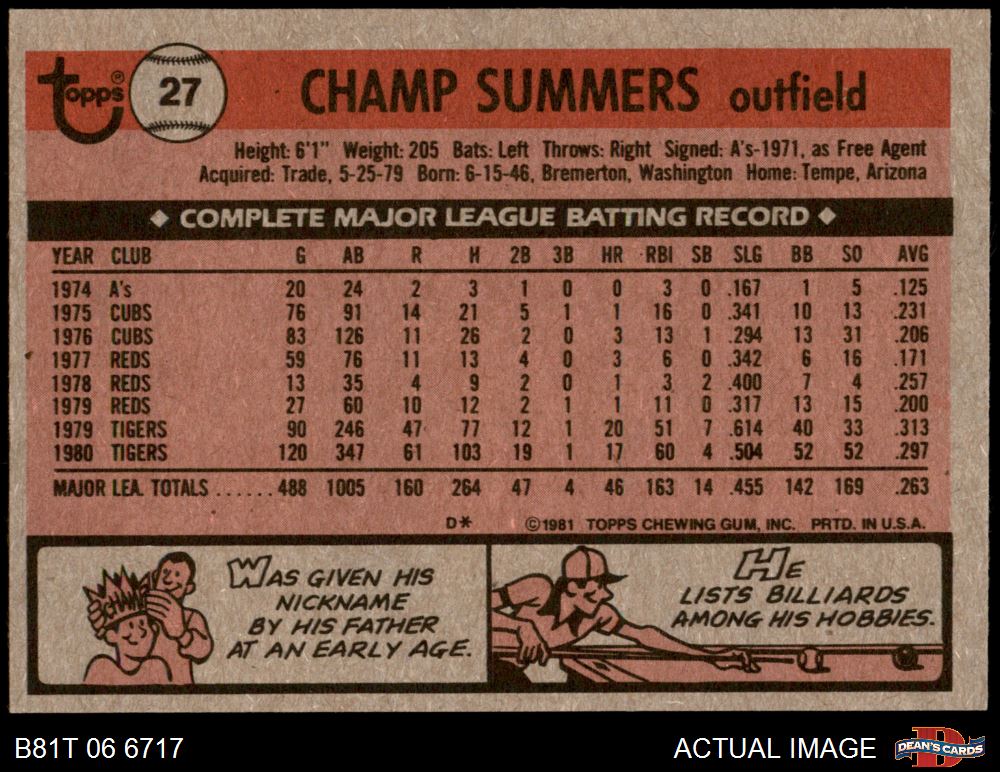 topps® 27 CHAMP SUMMERS outfield
Height: 6'1" Weight: 205 Bats: Left Throws: Right Signed: A's-1971, as Free Agent
Acquired: Trade, 5-25-79 Born: 6-15-46, Bremerton, Washington Home: Tempe, Arizona
◆ COMPLETE MAJOR LEAGUE BATTING RECORD ◆
YEAR CLUB G AB R H 2B 3B HR RBI SB SLG BB SO AVG
1974 A's 20 24 2 3 1 0 0 3 0 .167 1 5 .125
1975 CUBS 76 91 14 21 5 1 1 16 0 .341 10 13 .231
1976 CUBS 83 126 11 26 2 0 3 13 1 .294 13 31 .206
1977 REDS 59 76 11 13 4 0 3 6 0 .342 6 16 .171
1978 REDS 13 35 4 9 2 0 1 3 2 .400 7 4 .257
1979 REDS 27 60 10 12 2 1 1 11 0 .317 13 15 .200
1979 TIGERS 90 246 47 77 12 1 20 51 7 .614 40 33 .313
1980 TIGERS 120 347 61 103 19 1 17 60 4 .504 52 52 .297
MAJOR LEA. TOTALS ...... 488 1005 160 264 47 4 46 163 14 .455 142 169 .263
D* ©1981 TOPPS CHEWING GUM, INC. PRTD. IN U.S.A.
CHAMP
WAS GIVEN HIS
NICKNAME
BY HIS FATHER
AT AN EARLY AGE.
HE
LISTS BILLIARDS
AMONG HIS HOBBIES.
B81T 06 6717 ACTUAL IMAGE DEAN'S CARDS